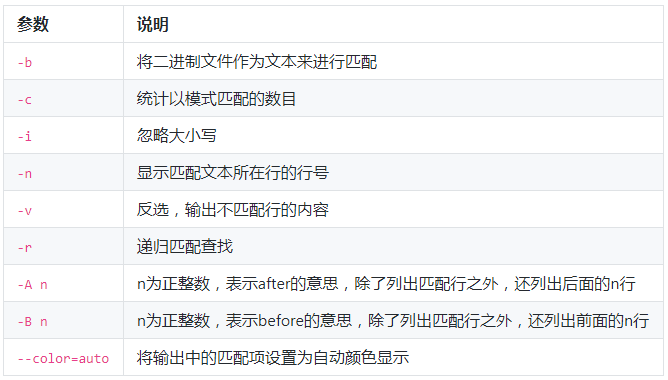 参数 说明
-b 将二进制文件作为文本来进行匹配
-c 统计以模式匹配的数目
-i 忽略大小写
-n 显示匹配文本所在行的行号
-v 反选，输出不匹配行的内容
-r 递归匹配查找
-A n n为正整数，表示after的意思，除了列出匹配行之外，还列出后面的n行
-B n n为正整数，表示before的意思，除了列出匹配行之外，还列出前面的n行
--color=auto 将输出中的匹配项设置为自动颜色显示